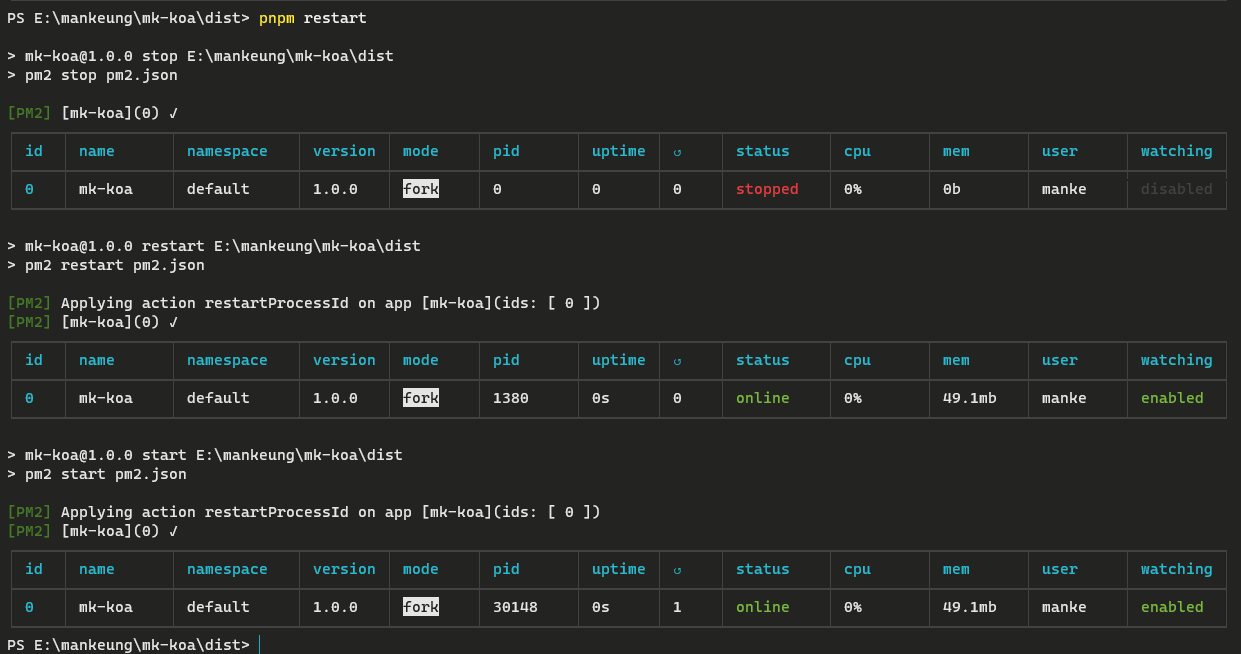 PS E:\mankeung\mk-koa\dist> pnpm restart
> mk-koa@1.0.0 stop E:\mankeung\mk-koa\dist
> pm2 stop pm2.json
[PM2] [mk-koa](0) ✓
id name namespace version mode pid uptime ↺ status cpu mem user watching
0 mk-koa default 1.0.0 fork 0 0 0 stopped 0% 0b manke disabled
> mk-koa@1.0.0 restart E:\mankeung\mk-koa\dist
> pm2 restart pm2.json
[PM2] Applying action restartProcessId on app [mk-koa](ids: [ 0 ])
[PM2] [mk-koa](0) ✓
id name namespace version mode pid uptime ↺ status cpu mem user watching
0 mk-koa default 1.0.0 fork 1380 0s 0 online 0% 49.1mb manke enabled
> mk-koa@1.0.0 start E:\mankeung\mk-koa\dist
> pm2 start pm2.json
[PM2] Applying action restartProcessId on app [mk-koa](ids: [ 0 ])
[PM2] [mk-koa](0) ✓
id name namespace version mode pid uptime ↺ status cpu mem user watching
0 mk-koa default 1.0.0 fork 30148 0s 1 online 0% 49.1mb manke enabled
PS E:\mankeung\mk-koa\dist>